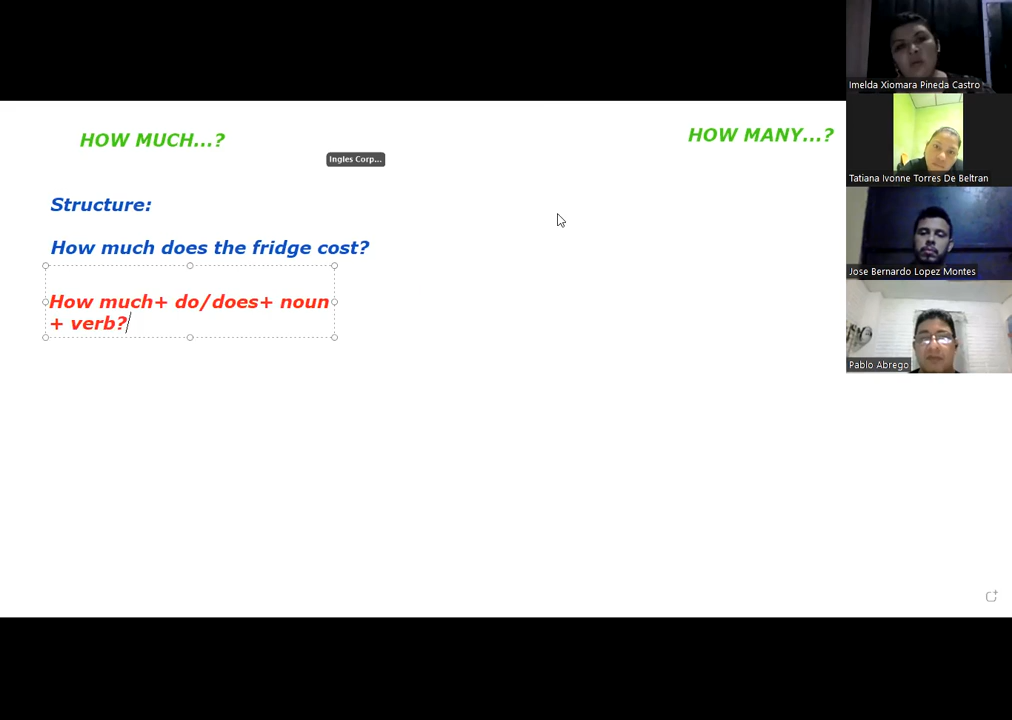 HOW MUCH...?
HOW MANY...?
Ingles Corp...
Structure:
How much does the fridge cost?
How much+ do/does+ noun
+ verb?
Imelda Xiomara Pineda Castro
Tatiana Ivonne Torres De Beltran
Jose Bernardo Lopez Montes
Pablo Abrego